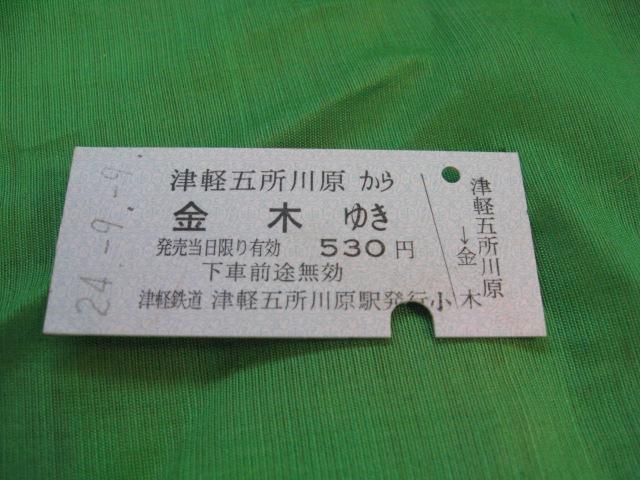 津軽五所川原から
金木ゆき
発売当日限り有効 530円
下車前途無効
津軽鉄道 津軽五所川原駅発行
小
津軽五所川原
→金木
24.-9.-9